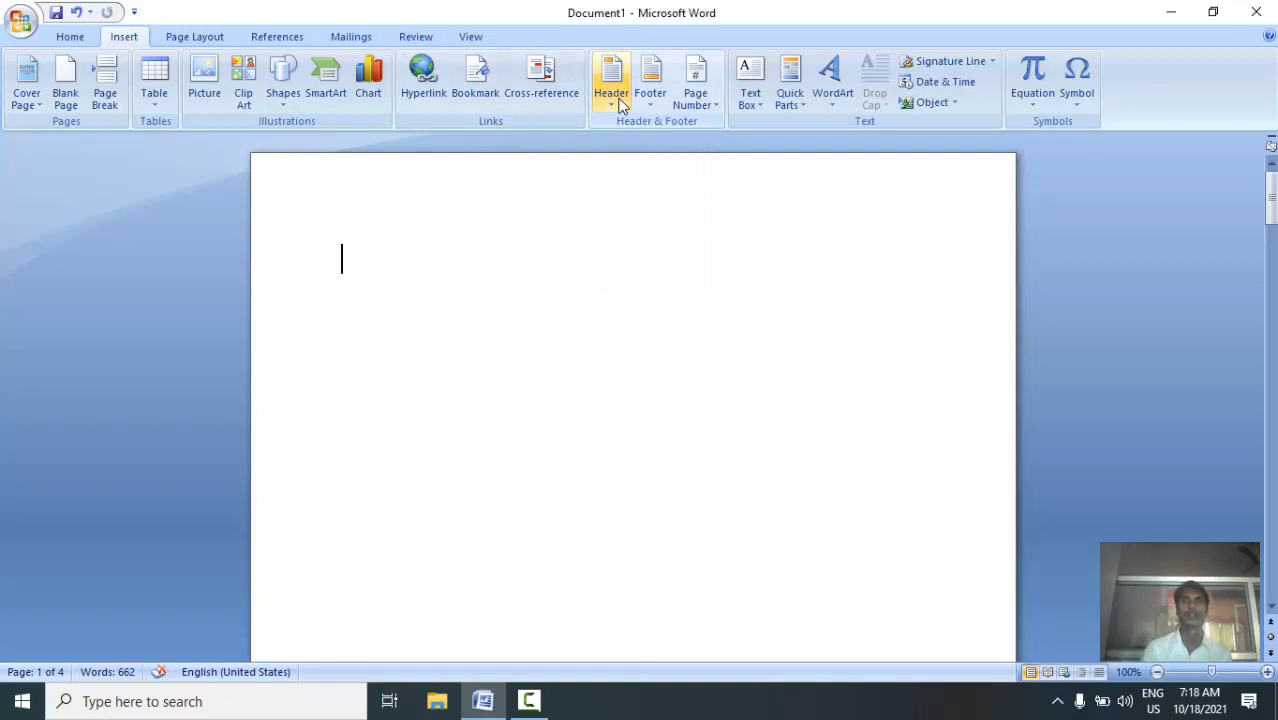 Document1 - Microsoft Word
Home Insert Page Layout References Mailings Review View
Cover Page Blank Page Page Break
Table
Picture Clip Art Shapes SmartArt Chart
Hyperlink Bookmark Cross-reference
Header Footer Page Number
Text Box Quick Parts WordArt Drop Cap
Signature Line
Date & Time
Object
Equation Symbol
Pages Tables Illustrations Links Header & Footer Text Symbols
Page: 1 of 4 Words: 662 English (United States) 100%
Type here to search
ENG
US
7:18 AM
10/18/2021